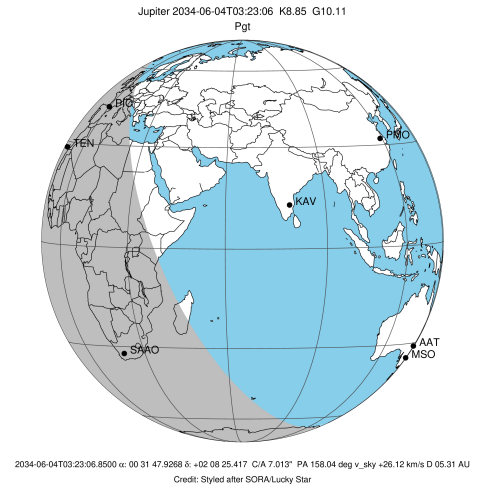 Jupiter 2034-06-04T03:23:06 K8.85 G10.11
Pgt
PIC
TEN
PMO
KAV
AAT
MSO
SAAO
2034-06-04T03:23:06.8500 α: 00 31 47.9268 δ: +02 08 25.417 C/A 7.013" PA 158.04 deg v_sky +26.12 km/s D 05.31 AU
Credit: Styled after SORA/Lucky Star